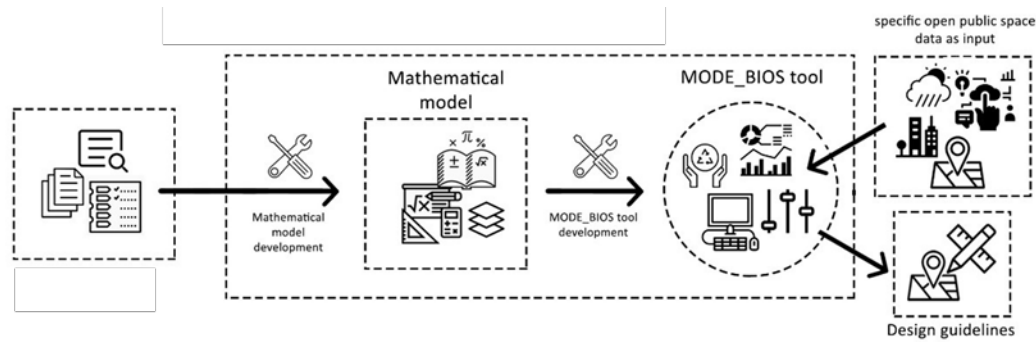 specific open public space
data as input
Mathematical
model
MODE_BIOS tool
× π %
± √x
√x
Mathematical
model
development
MODE_BIOS tool
development
Design guidelines